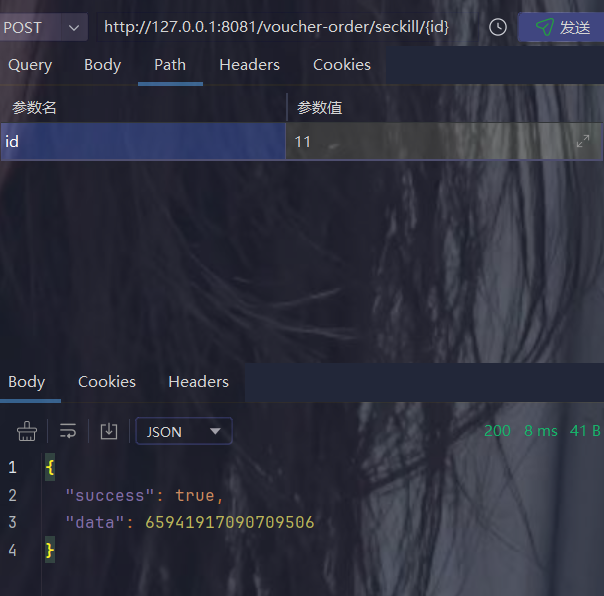 POST http://127.0.0.1:8081/voucher-order/seckill/{id} 发送
Query Body Path Headers Cookies
参数名 参数值
id 11
Body Cookies Headers
JSON 200 8 ms 41 B
1 {
2 "success": true,
3 "data": 65941917090709506
4 }